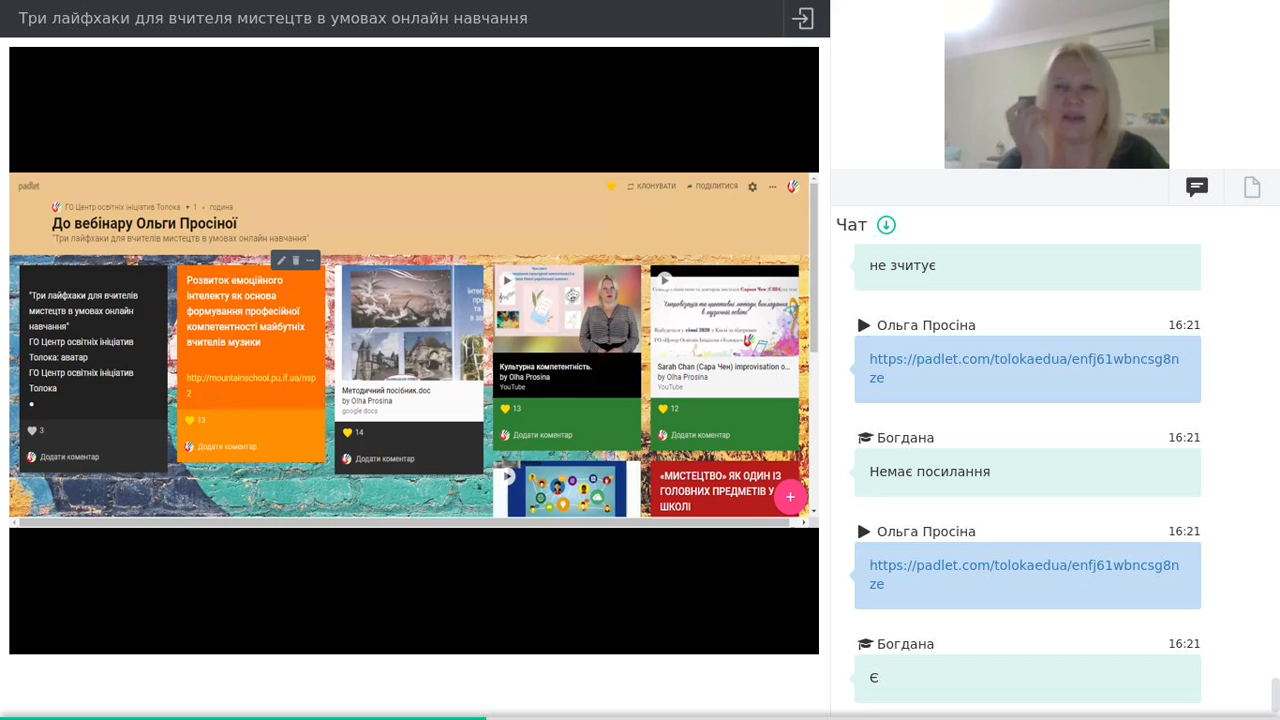 Три лайфхаки для вчителя мистецтв в умовах онлайн навчання
padlet
КЛОНУВАТИ
ПОДІЛИТИСЯ
ГО Центр освітніх ініціатив Толока + 1 • година
До вебінару Ольги Просіної
"Три лайфхаки для вчителів мистецтв в умовах онлайн навчання"
"Три лайфхаки для вчителів
мистецтв в умовах онлайн
навчання"
ГО Центр освітніх ініціатив
Толока: аватар
ГО Центр освітніх ініціатив
Толока
3
Додати коментар
Розвиток емоційного
інтелекту як основа
формування професійної
компетентності майбутніх
вчителів музики
http://mountainschool.pu.if.ua/nsp
2
13
Додати коментар
Методичний посібник.doc
by Olha Prosina
google docs
14
Додати коментар
Культурна компетентність.
by Olha Prosina
YouTube
13
Додати коментар
Sarah Chan (Сара Чен) improvisation o...
by Olha Prosina
YouTube
12
Додати коментар
«МИСТЕЦТВО» ЯК ОДИН ІЗ
ГОЛОВНИХ ПРЕДМЕТІВ У
ШКОЛІ
Чат
не зчитує
Ольга Просіна 16:21
https://padlet.com/tolokaedua/enfj61wbncsg8n
ze
Богдана 16:21
Немає посилання
Ольга Просіна 16:21
https://padlet.com/tolokaedua/enfj61wbncsg8n
ze
Богдана 16:21
Є